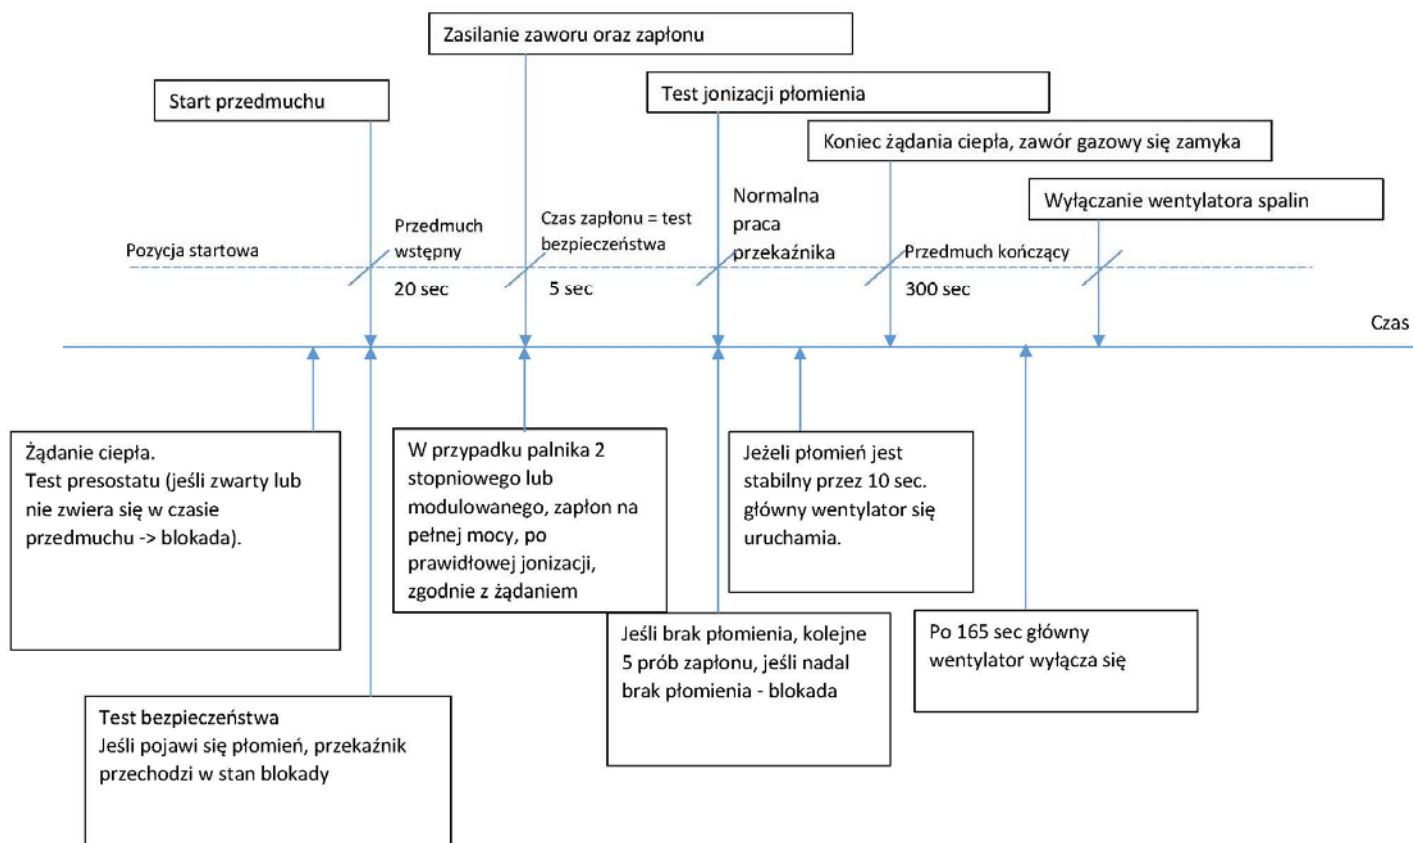 Zasilanie zaworu oraz zapłonu
Start przedmuchu
Test jonizacji płomienia
Koniec żądania ciepła, zawór gazowy się zamyka
Wyłączanie wentylatora spalin
Pozycja startowa
Przedmuch
wstępny
20 sec
Czas zapłonu = test
bezpieczeństwa
5 sec
Normalna
praca
przekaźnika
Przedmuch kończący
300 sec
Czas
Żądanie ciepła.
Test presostatu (jeśli zwarty lub
nie zwiera się w czasie
przedmuchu -> blokada).
Test bezpieczeństwa
Jeśli pojawi się płomień, przekaźnik
przechodzi w stan blokady
W przypadku palnika 2
stopniowego lub
modulowanego, zapłon na
pełnej mocy, po
prawidłowej jonizacji,
zgodnie z żądaniem
Jeśli brak płomienia, kolejne
5 prób zapłonu, jeśli nadal
brak płomienia - blokada
Jeżeli płomień jest
stabilny przez 10 sec.
główny wentylator się
uruchamia.
Po 165 sec główny
wentylator wyłącza się